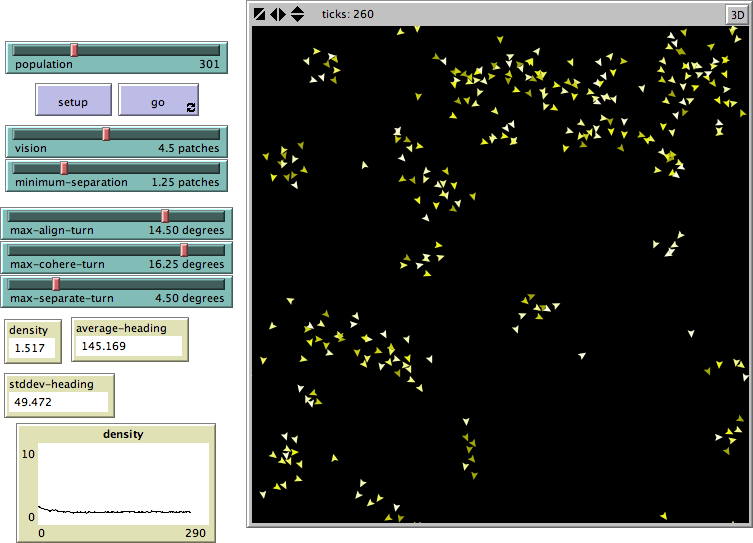 ticks: 260
3D
population 301
setup
go
vision 4.5 patches
minimum-separation 1.25 patches
max-align-turn 14.50 degrees
max-cohere-turn 16.25 degrees
max-separate-turn 4.50 degrees
density
1.517
average-heading
145.169
stddev-heading
49.472
density
10
0
0 290